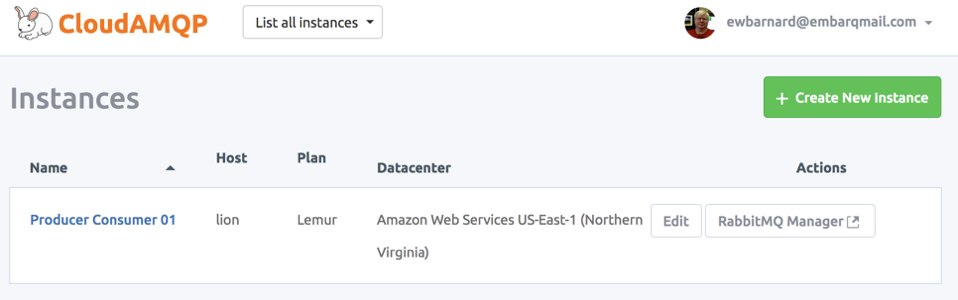 CloudAMQP
List all instances
ewbarnard@embarqmail.com
Instances
+ Create New Instance
Name
Host
Plan
Datacenter
Actions
Producer Consumer 01
lion
Lemur
Amazon Web Services US-East-1 (Northern
Virginia)
Edit
RabbitMQ Manager